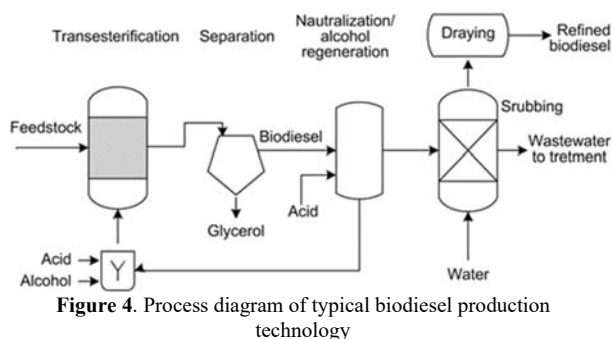 Transesterification
Separation
Nautralization/
alcohol
regeneration
Draying
Refined
biodiesel
Feedstock
Biodiesel
Srubbing
Wastewater
to tretment
Acid
Glycerol
Acid
Alcohol
Y
Water
Figure 4. Process diagram of typical biodiesel production
technology